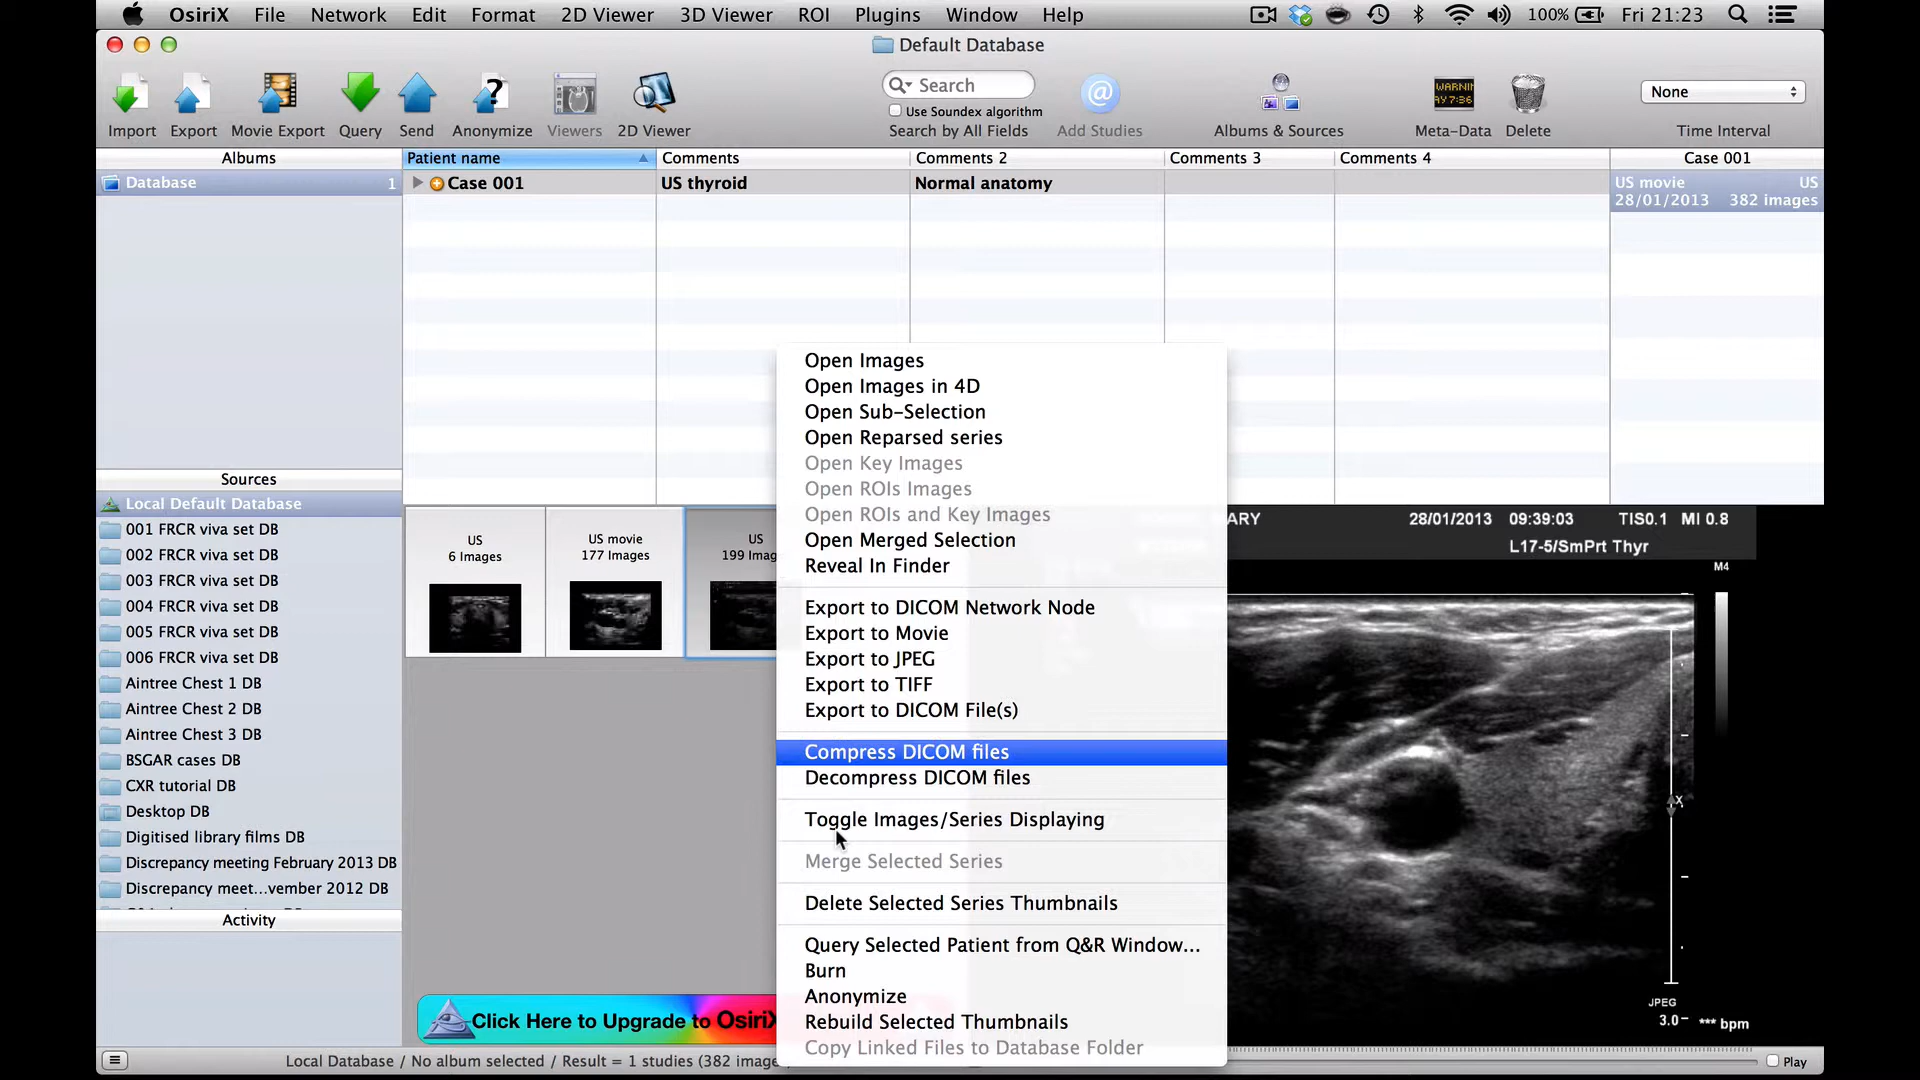 OsiriX File Network Edit Format 2D Viewer 3D Viewer ROI Plugins Window Help 100% Fri 21:23
Default Database
Search
None
Use Soundex algorithm
Import Export Movie Export Query Send Anonymize Viewers 2D Viewer Search by All Fields Add Studies Albums & Sources Meta-Data Delete Time Interval
Albums Patient name Comments Comments 2 Comments 3 Comments 4 Case 001
Database 1 Case 001 US thyroid Normal anatomy US movie US
28/01/2013 382 images
Open Images
Open Images in 4D
Open Sub-Selection
Open Reparsed series
Open Key Images
Open ROIs Images
Open ROIs and Key Images
Open Merged Selection
Reveal In Finder
Export to DICOM Network Node
Export to Movie
Export to JPEG
Export to TIFF
Export to DICOM File(s)
Compress DICOM files
Decompress DICOM files
Toggle Images/Series Displaying
Merge Selected Series
Delete Selected Series Thumbnails
Query Selected Patient from Q&R Window...
Burn
Anonymize
Rebuild Selected Thumbnails
Copy Linked Files to Database Folder
Sources
Local Default Database
001 FRCR viva set DB
002 FRCR viva set DB
003 FRCR viva set DB
004 FRCR viva set DB
005 FRCR viva set DB
006 FRCR viva set DB
Aintree Chest 1 DB
Aintree Chest 2 DB
Aintree Chest 3 DB
BSGAR cases DB
CXR tutorial DB
Desktop DB
Digitised library films DB
Discrepancy meeting February 2013 DB
Discrepancy meet...vember 2012 DB
Activity
US
6 Images
US movie
177 Images
US
199 Imag
ARY 28/01/2013 09:39:03 TIS0.1 MI 0.8
L17-5/SmPrt Thyr
M4
X
JPEG
3.0 *** bpm
Click Here to Upgrade to OsiriX
Local Database / No album selected / Result = 1 studies (382 image
Play